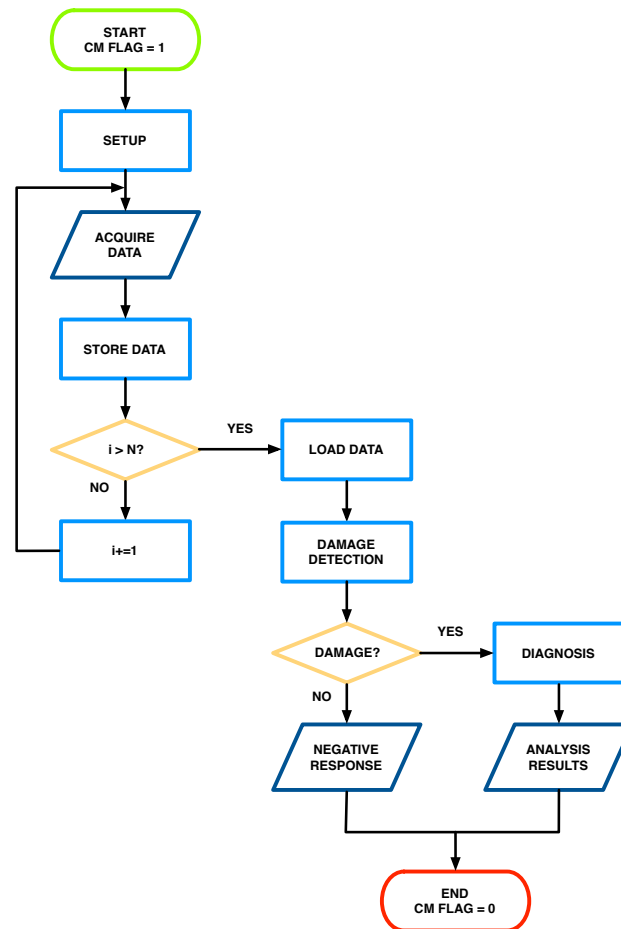 START
CM FLAG = 1
SETUP
ACQUIRE
DATA
STORE DATA
i > N?
YES
NO
i+=1
LOAD DATA
DAMAGE
DETECTION
DAMAGE?
YES
NO
DIAGNOSIS
NEGATIVE
RESPONSE
ANALYSIS
RESULTS
END
CM FLAG = 0